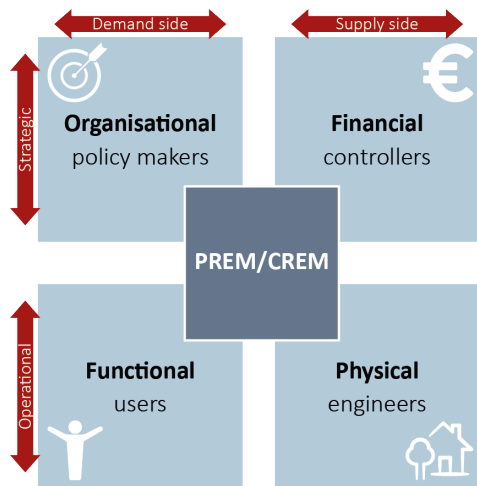 Demand side
Supply side
Strategic
Organisational
policy makers
Financial
controllers
PREM/CREM
Operational
Functional
users
Physical
engineers